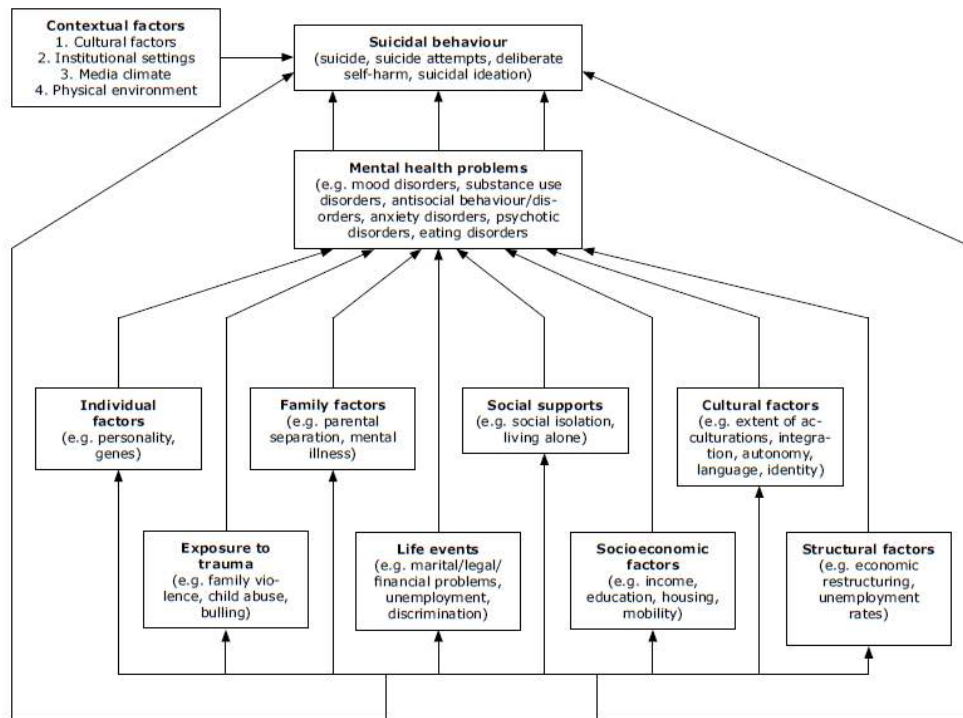 Contextual factors
1. Cultural factors
2. Institutional settings
3. Media climate
4. Physical environment
Suicidal behaviour
(suicide, suicide attempts, deliberate
self-harm, suicidal ideation)
Mental health problems
(e.g. mood disorders, substance use
disorders, antisocial behaviour/dis-
orders, anxiety disorders, psychotic
disorders, eating disorders
Individual
factors
(e.g. personality,
genes)
Family factors
(e.g. parental
separation, mental
illness)
Social supports
(e.g. social isolation,
living alone)
Cultural factors
(e.g. extent of ac-
culturations, integra-
tion, autonomy,
language, identity)
Exposure to
trauma
(e.g. family vio-
lence, child abuse,
bulling)
Life events
(e.g. marital/legal/
financial problems,
unemployment,
discrimination)
Socioeconomic
factors
(e.g. income,
education, housing,
mobility)
Structural factors
(e.g. economic
restructuring,
unemployment
rates)